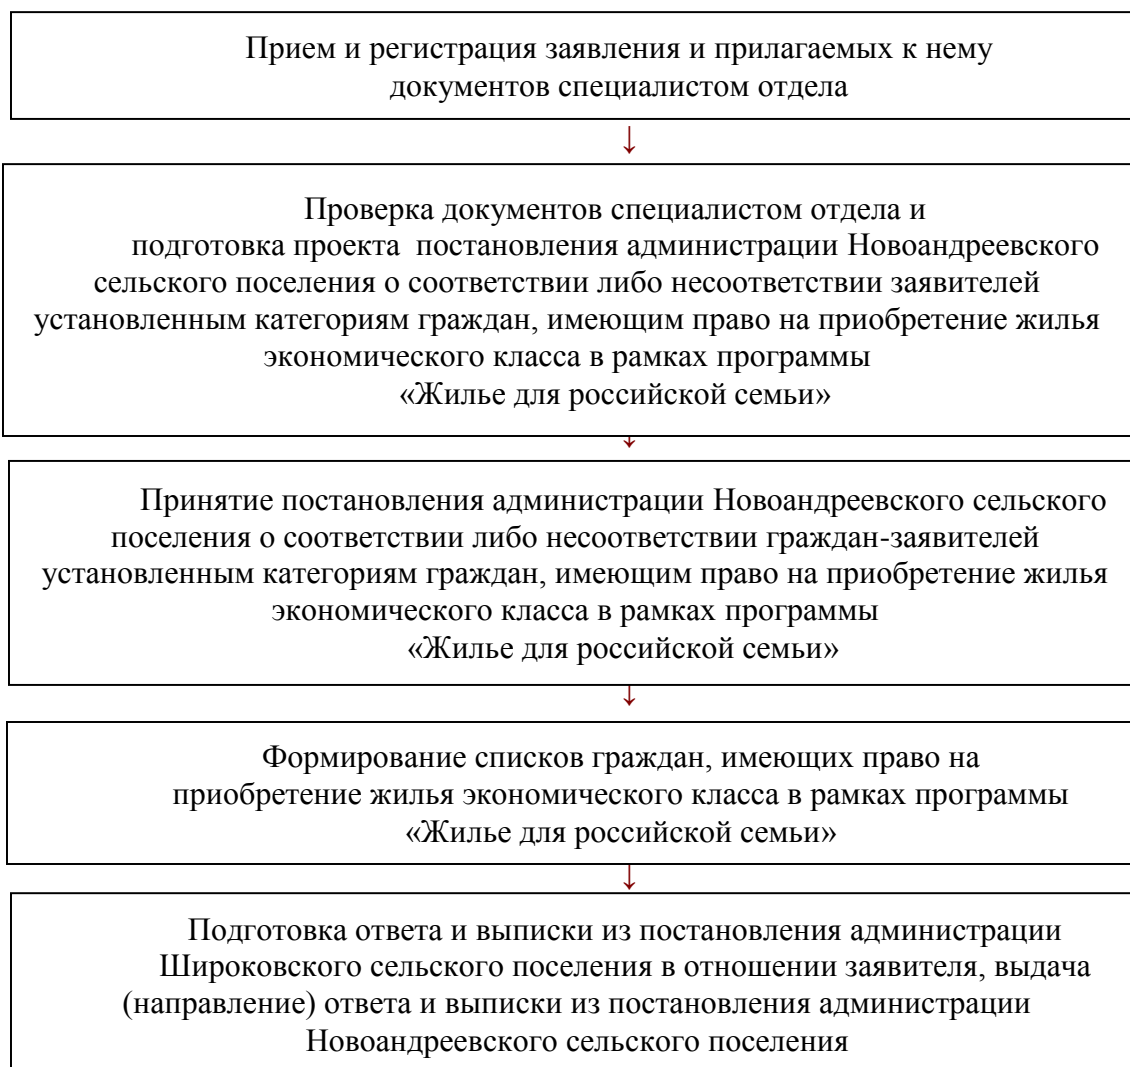 Прием и регистрация заявления и прилагаемых к нему
документов специалистом отдела
↓
Проверка документов специалистом отдела и
подготовка проекта постановления администрации Новоандреевского
сельского поселения о соответствии либо несоответствии заявителей
установленным категориям граждан, имеющим право на приобретение жилья
экономического класса в рамках программы
«Жилье для российской семьи»
↓
Принятие постановления администрации Новоандреевского сельского
поселения о соответствии либо несоответствии граждан-заявителей
установленным категориям граждан, имеющим право на приобретение жилья
экономического класса в рамках программы
«Жилье для российской семьи»
↓
Формирование списков граждан, имеющих право на
приобретение жилья экономического класса в рамках программы
«Жилье для российской семьи»
↓
Подготовка ответа и выписки из постановления администрации
Широковского сельского поселения в отношении заявителя, выдача
(направление) ответа и выписки из постановления администрации
Новоандреевского сельского поселения